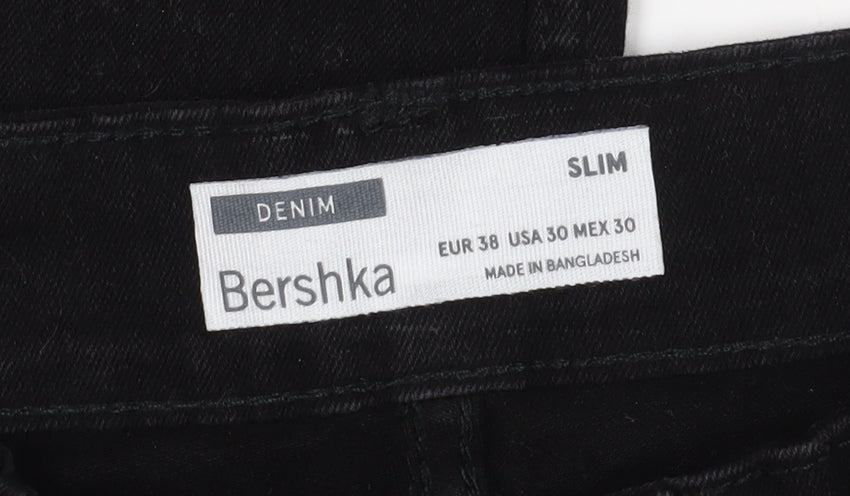 DENIM
SLIM
Bershka
EUR 38 USA 30 MEX 30
MADE IN BANGLADESH